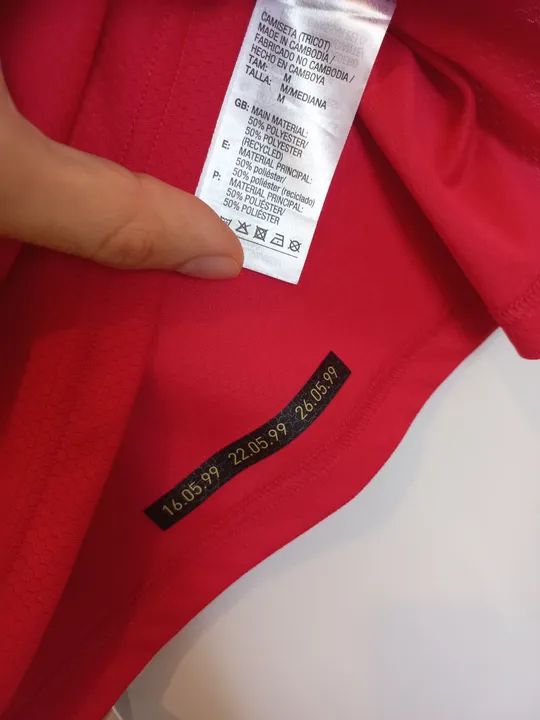 CAMISETA (TRICOT)
MADE IN CAMBODIA /
FABRICADO NO CAMBODIA /
HECHO EN CAMBOYA
TAM: M
TALLA: M/MEDIANA
M
GB: MAIN MATERIAL:
50% POLYESTER/
50% POLYESTER
(RECYCLED)
E: MATERIAL PRINCIPAL:
50% poliéster/
50% poliéster (reciclado)
P: MATERIAL PRINCIPAL:
50% POLIÉSTER/
50% POLIÉSTER
16.05.99 22.05.99 26.05.99